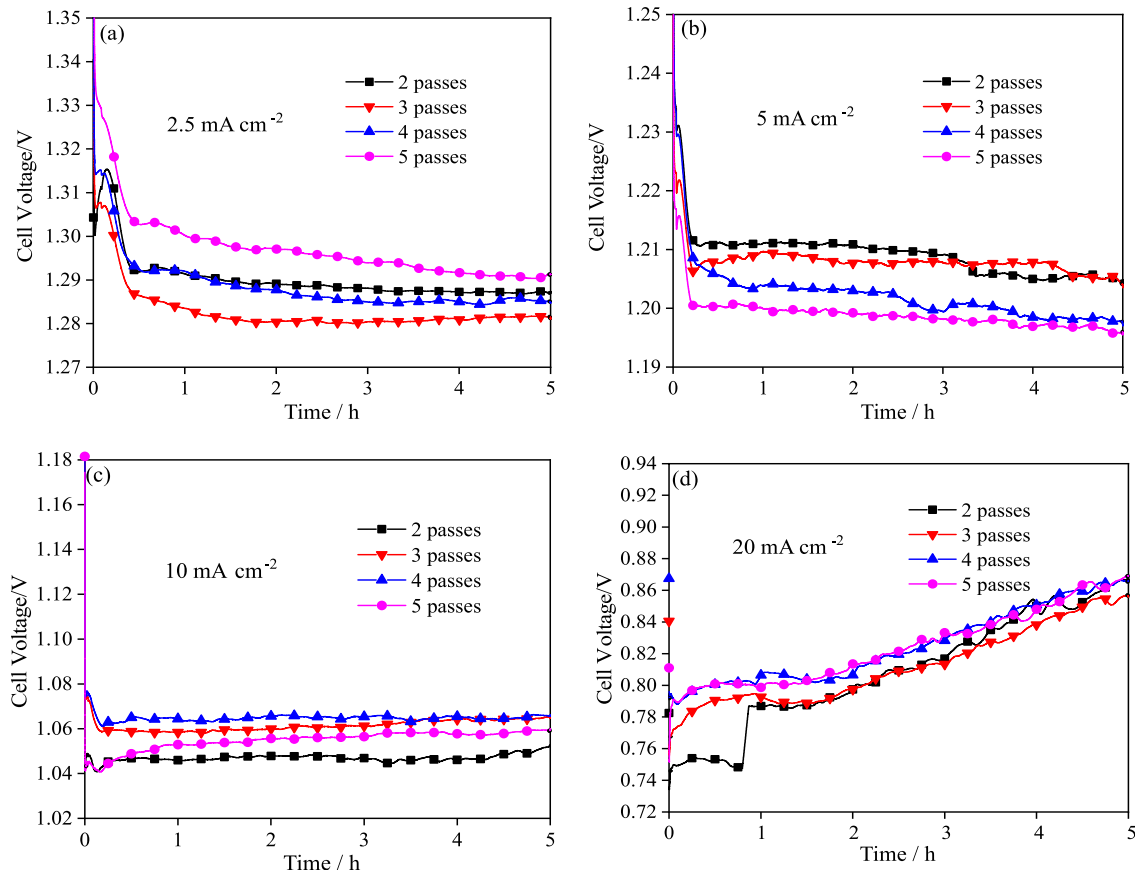 (a)
2.5 mA cm⁻²
2 passes
3 passes
4 passes
5 passes
Cell Voltage/V
1.35
1.34
1.33
1.32
1.31
1.30
1.29
1.28
1.27
0 1 2 3 4 5
Time / h
(b)
5 mA cm⁻²
2 passes
3 passes
4 passes
5 passes
Cell Voltage/V
1.25
1.24
1.23
1.22
1.21
1.20
1.19
0 1 2 3 4 5
Time / h
(c)
10 mA cm⁻²
2 passes
3 passes
4 passes
5 passes
Cell Voltage/V
1.18
1.16
1.14
1.12
1.10
1.08
1.06
1.04
1.02
0 1 2 3 4 5
Time / h
(d)
20 mA cm⁻²
2 passes
3 passes
4 passes
5 passes
Cell Voltage/V
0.94
0.92
0.90
0.88
0.86
0.84
0.82
0.80
0.78
0.76
0.74
0.72
0 1 2 3 4 5
Time / h